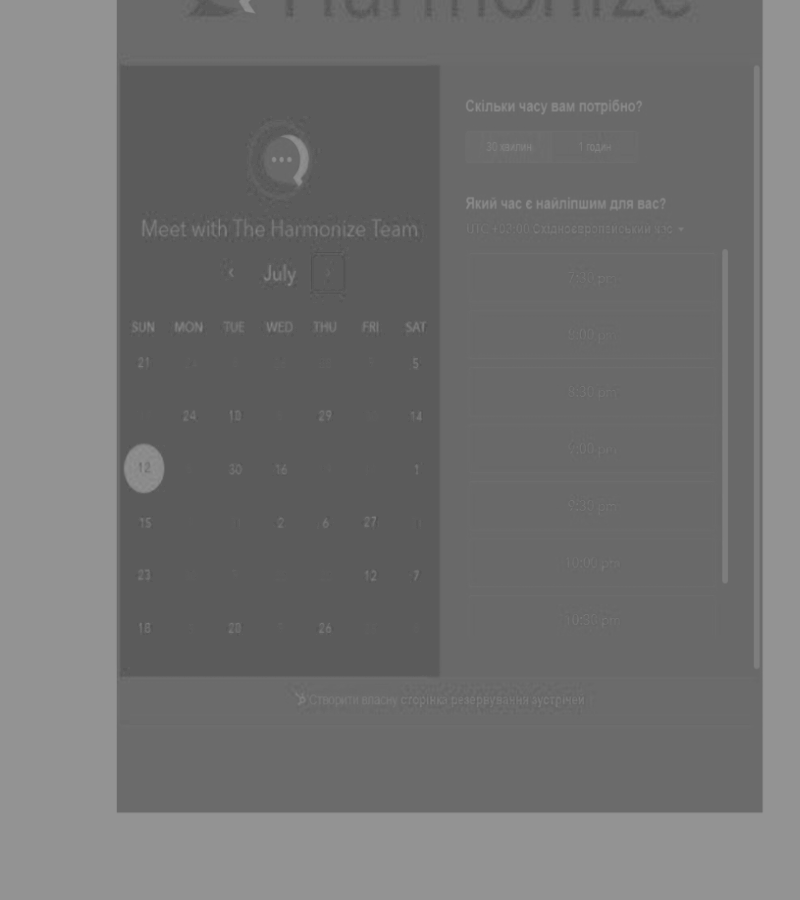 Harmonize
Скільки часу вам потрібно?
30 хвилин 1 годин
Meet with The Harmonize Team
Який час є найліпшим для вас?
UTC +02:00 Східноєвропейський час
‹ July ›
7:30 pm
SUN MON TUE WED THU FRI SAT
8:00 pm
21 5
8:30 pm
24 18 29 14
9:00 pm
12 30 16 1
9:30 pm
15 2 6 27
10:00 pm
23 12 7
10:30 pm
18 28 26
Створити власну сторінка резервування зустрічей